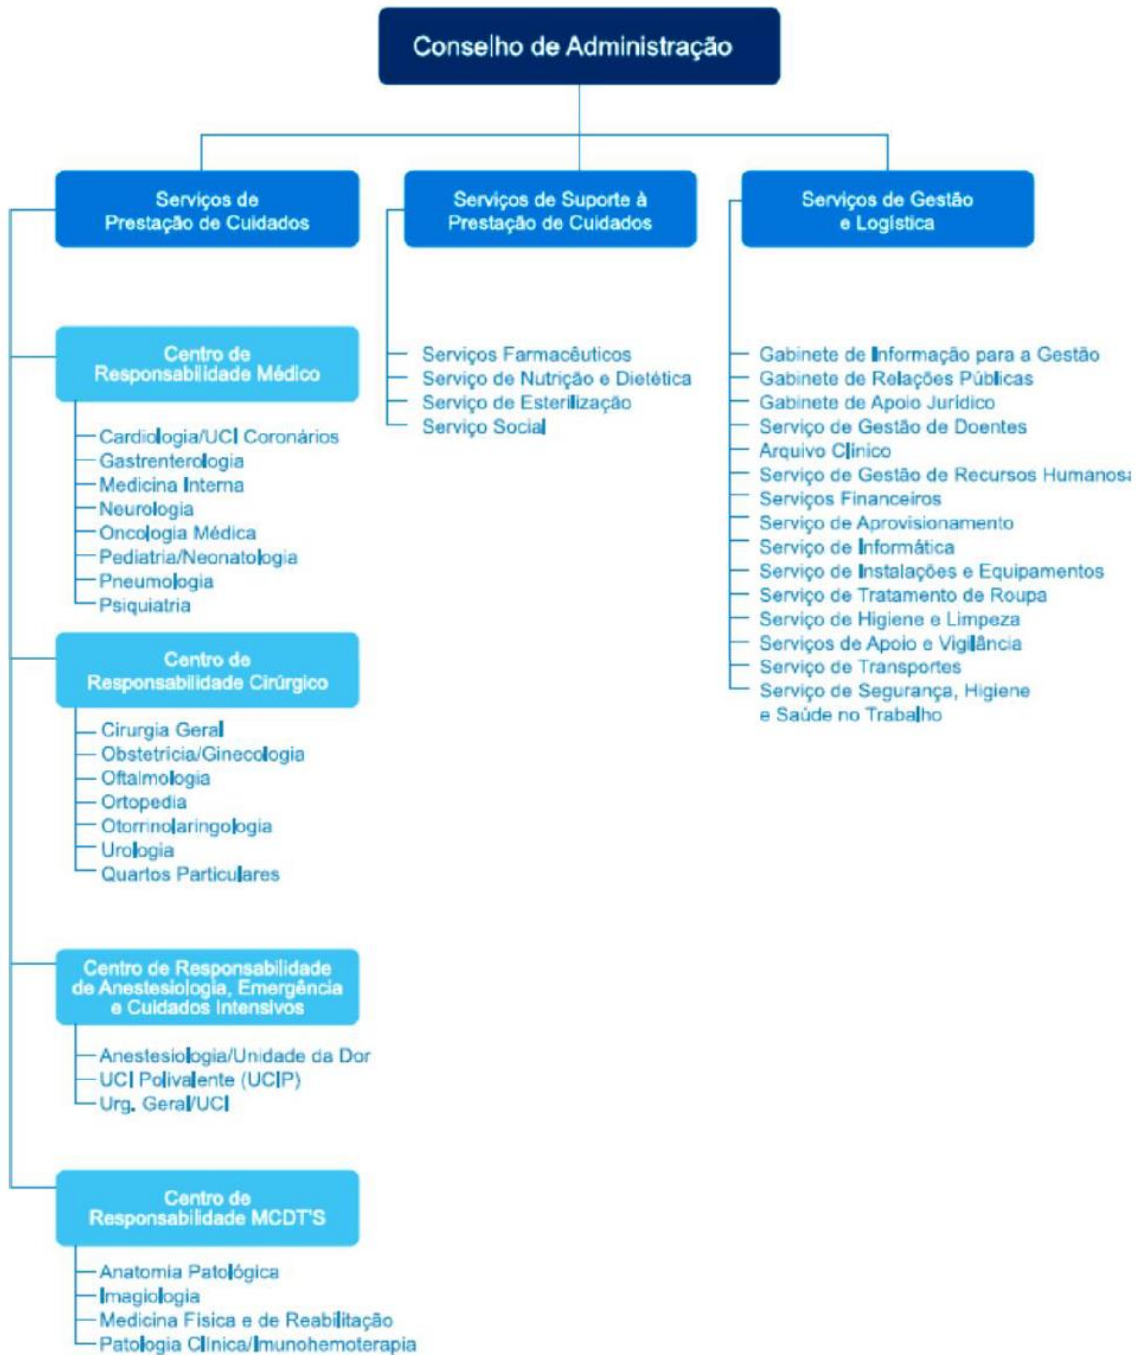 Conselho de Administração
Serviços de
Prestação de Cuidados
Serviços de Suporte à
Prestação de Cuidados
Serviços de Gestão
e Logística
Centro de
Responsabilidade Médico
Cardiologia/UCI Coronários
Gastrenterologia
Medicina Interna
Neurologia
Oncologia Médica
Pediatria/Neonatologia
Pneumologia
Psiquiatria
Centro de
Responsabilidade Cirúrgico
Cirurgia Geral
Obstetrícia/Ginecologia
Oftalmologia
Ortopedia
Otorrinolaringologia
Urologia
Quartos Particulares
Centro de Responsabilidade
de Anestesiologia, Emergência
e Cuidados Intensivos
Anestesiologia/Unidade da Dor
UCI Polivalente (UCIP)
Urg. Geral/UCI
Centro de
Responsabilidade MCDT'S
Anatomia Patológica
Imagiologia
Medicina Física e de Reabilitação
Patologia Clínica/Imunohemoterapia
Serviços Farmacêuticos
Serviço de Nutrição e Dietética
Serviço de Esterilização
Serviço Social
Gabinete de Informação para a Gestão
Gabinete de Relações Públicas
Gabinete de Apoio Jurídico
Serviço de Gestão de Doentes
Arquivo Clínico
Serviço de Gestão de Recursos Humanosa
Serviços Financeiros
Serviço de Aprovisionamento
Serviço de Informática
Serviço de Instalações e Equipamentos
Serviço de Tratamento de Roupa
Serviço de Higiene e Limpeza
Serviços de Apoio e Vigilância
Serviço de Transportes
Serviço de Segurança, Higiene
e Saúde no Trabalho